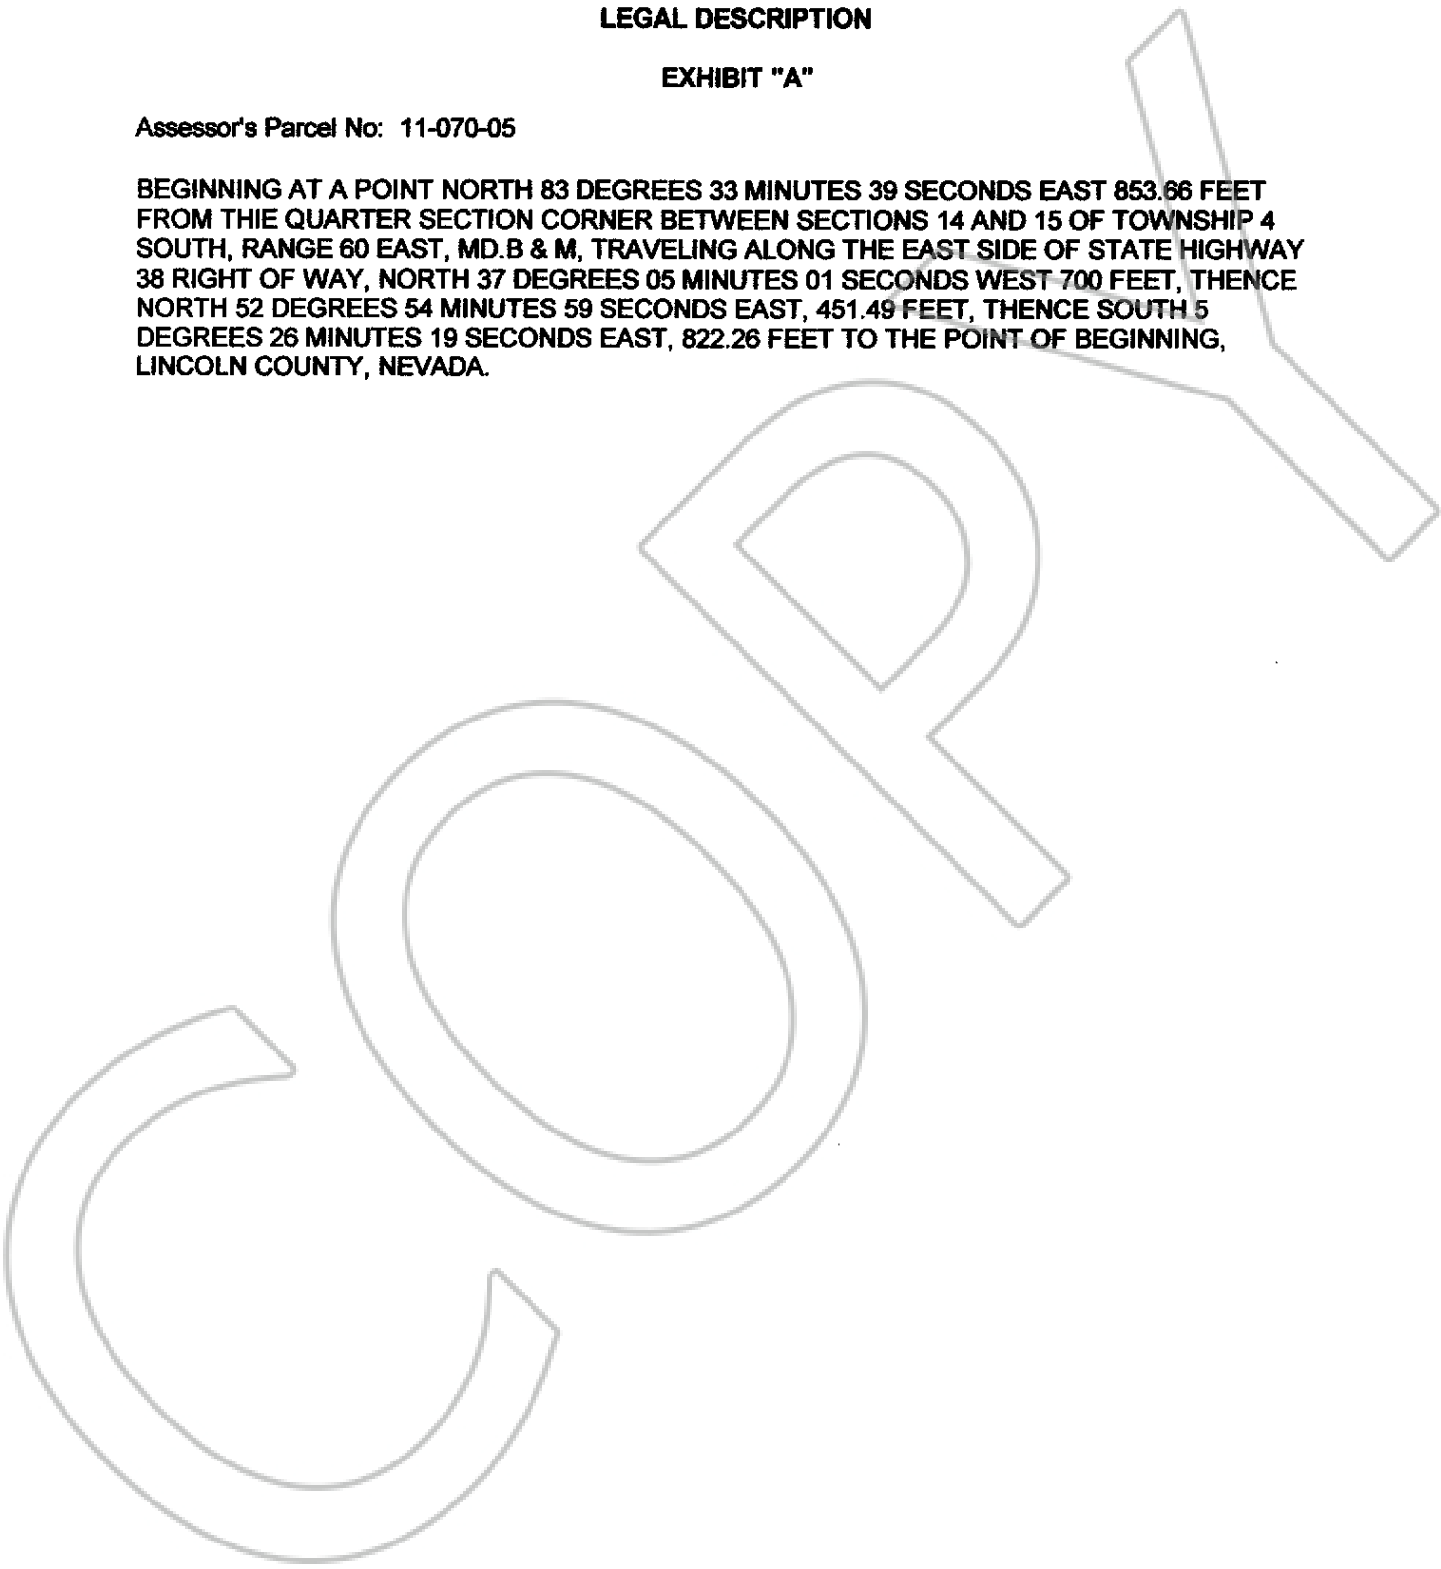 LEGAL DESCRIPTION
EXHIBIT "A"
Assessor's Parcel No: 11-070-05
BEGINNING AT A POINT NORTH 83 DEGREES 33 MINUTES 39 SECONDS EAST 853.66 FEET
FROM THIE QUARTER SECTION CORNER BETWEEN SECTIONS 14 AND 15 OF TOWNSHIP 4
SOUTH, RANGE 60 EAST, MD.B & M, TRAVELING ALONG THE EAST SIDE OF STATE HIGHWAY
38 RIGHT OF WAY, NORTH 37 DEGREES 05 MINUTES 01 SECONDS WEST 700 FEET, THENCE
NORTH 52 DEGREES 54 MINUTES 59 SECONDS EAST, 451.49 FEET, THENCE SOUTH 5
DEGREES 26 MINUTES 19 SECONDS EAST, 822.26 FEET TO THE POINT OF BEGINNING,
LINCOLN COUNTY, NEVADA.
COPY